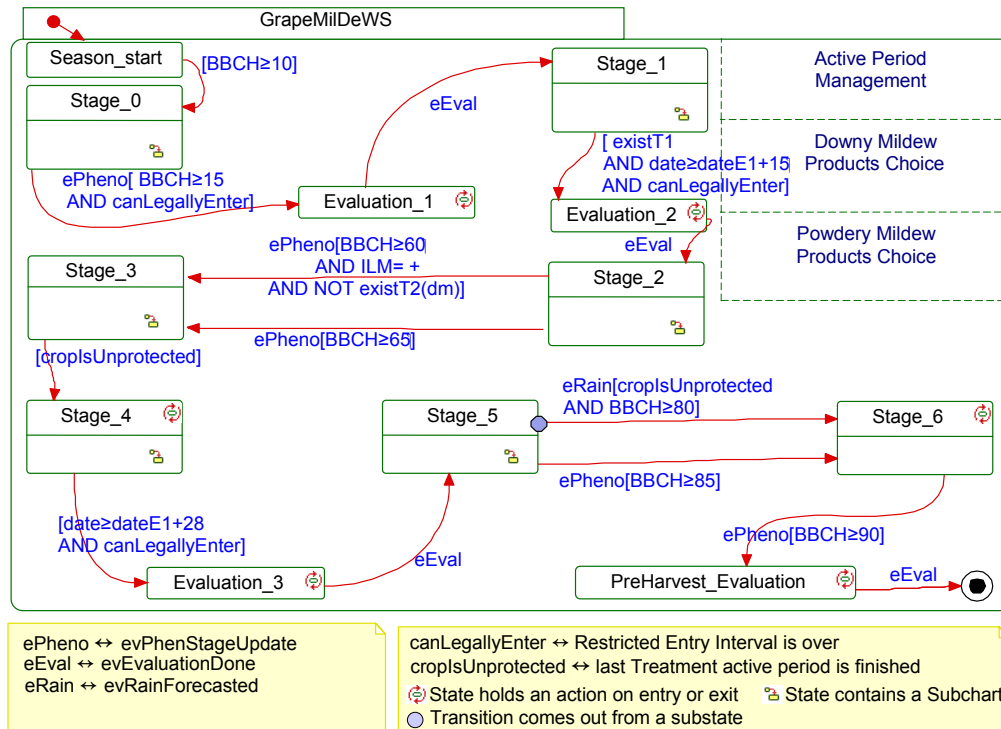 GrapeMilDeWS
Season_start
[BBCH≥10]
Stage_0
ePheno[ BBCH≥15
AND canLegallyEnter]
Evaluation_1
eEval
Stage_1
[ existT1
AND date≥dateE1+15
AND canLegallyEnter]
Evaluation_2
eEval
Active Period
Management
Downy Mildew
Products Choice
Powdery Mildew
Products Choice
Stage_2
ePheno[BBCH≥60
AND ILM= +
AND NOT existT2(dm)]
ePheno[BBCH≥65]
Stage_3
[cropIsUnprotected]
Stage_4
[date≥dateE1+28
AND canLegallyEnter]
Evaluation_3
eEval
Stage_5
eRain[cropIsUnprotected
AND BBCH≥80]
ePheno[BBCH≥85]
Stage_6
ePheno[BBCH≥90]
PreHarvest_Evaluation
eEval
ePheno ↔ evPhenStageUpdate
eEval ↔ evEvaluationDone
eRain ↔ evRainForecasted
canLegallyEnter ↔ Restricted Entry Interval is over
cropIsUnprotected ↔ last Treatment active period is finished
State holds an action on entry or exit
State contains a Subchart
Transition comes out from a substate